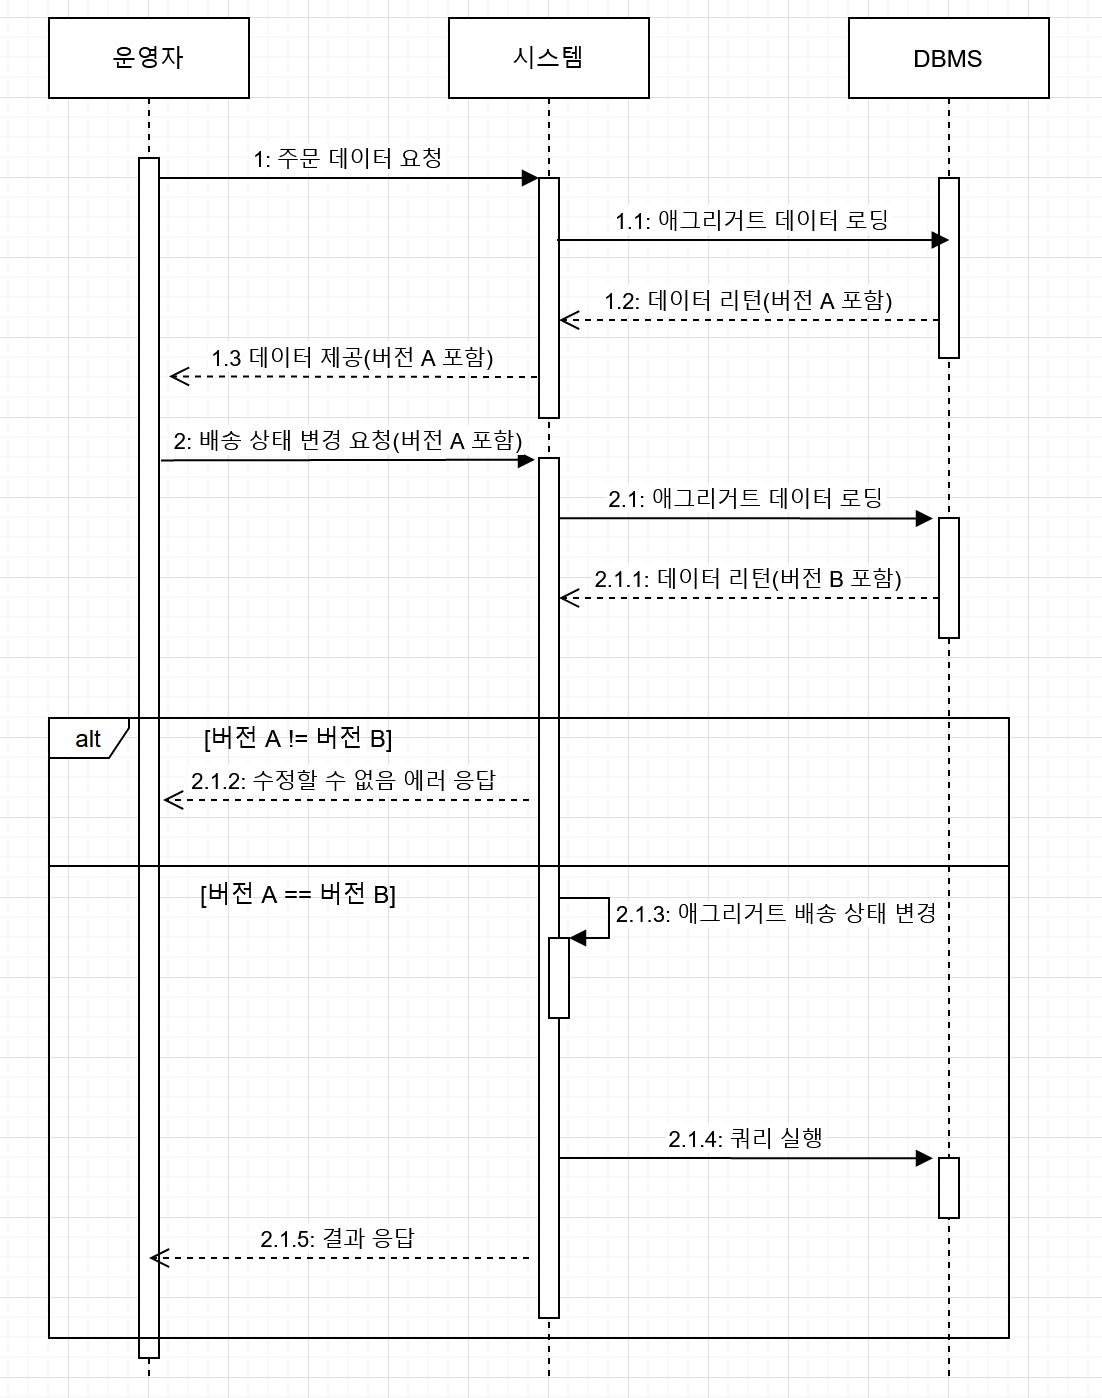 운영자
시스템
DBMS
1: 주문 데이터 요청
1.1: 애그리거트 데이터 로딩
1.2: 데이터 리턴(버전 A 포함)
1.3 데이터 제공(버전 A 포함)
2: 배송 상태 변경 요청(버전 A 포함)
2.1: 애그리거트 데이터 로딩
2.1.1: 데이터 리턴(버전 B 포함)
alt
[버전 A != 버전 B]
2.1.2: 수정할 수 없음 에러 응답
[버전 A == 버전 B]
2.1.3: 애그리거트 배송 상태 변경
2.1.4: 쿼리 실행
2.1.5: 결과 응답